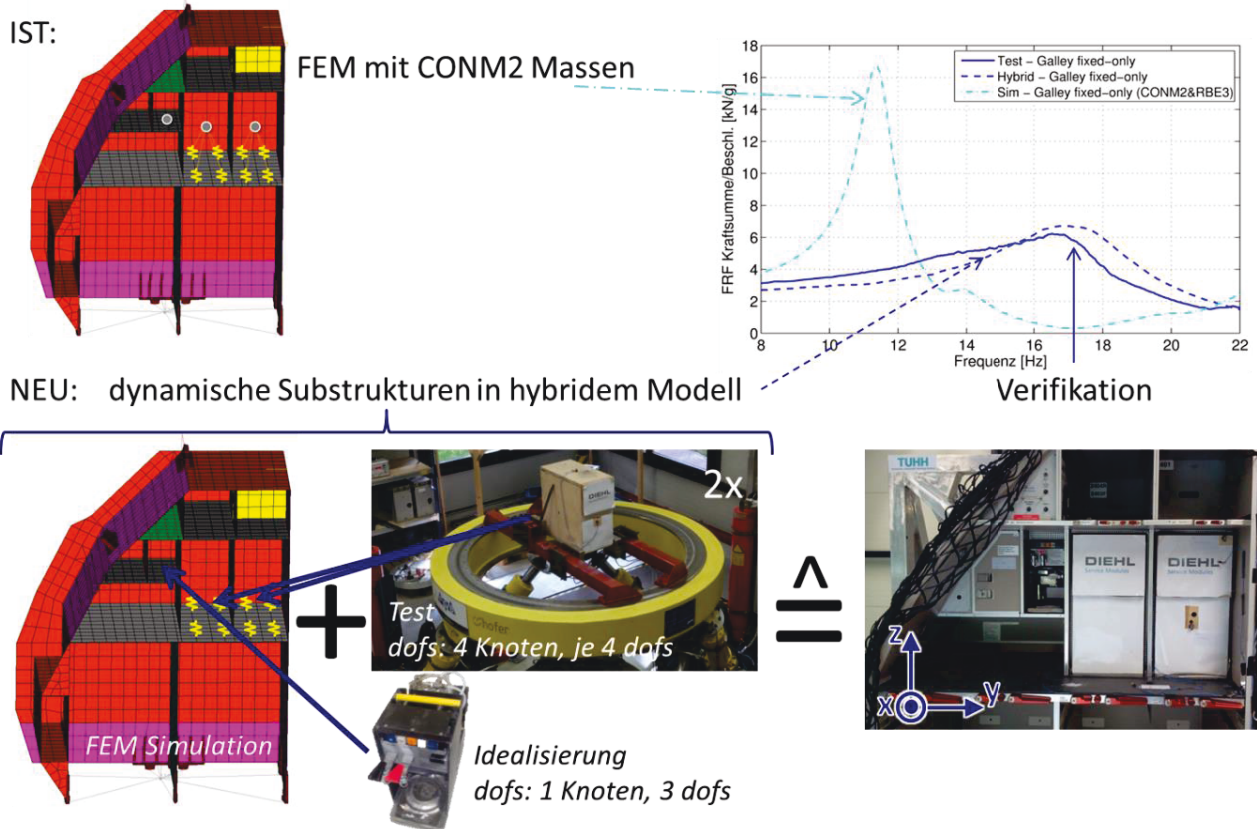 IST:
FEM mit CONM2 Massen
Test – Galley fixed–only
Hybrid – Galley fixed–only
Sim – Galley fixed–only (CONM2&RBE3)
FRF Kraftsumme/Beschl. [kN/g]
18
16
14
12
10
8
6
4
2
0
8 10 12 14 16 18 20 22
Frequenz [Hz]
NEU: dynamische Substrukturen in hybridem Modell
Verifikation
FEM Simulation
+
2x
DIEHL
Test
dofs: 4 Knoten, je 4 dofs
hofer
Idealisierung
dofs: 1 Knoten, 3 dofs
^
=
TUHH
DIEHL
Service Modules
DIEHL
Service Modules
z
x
y